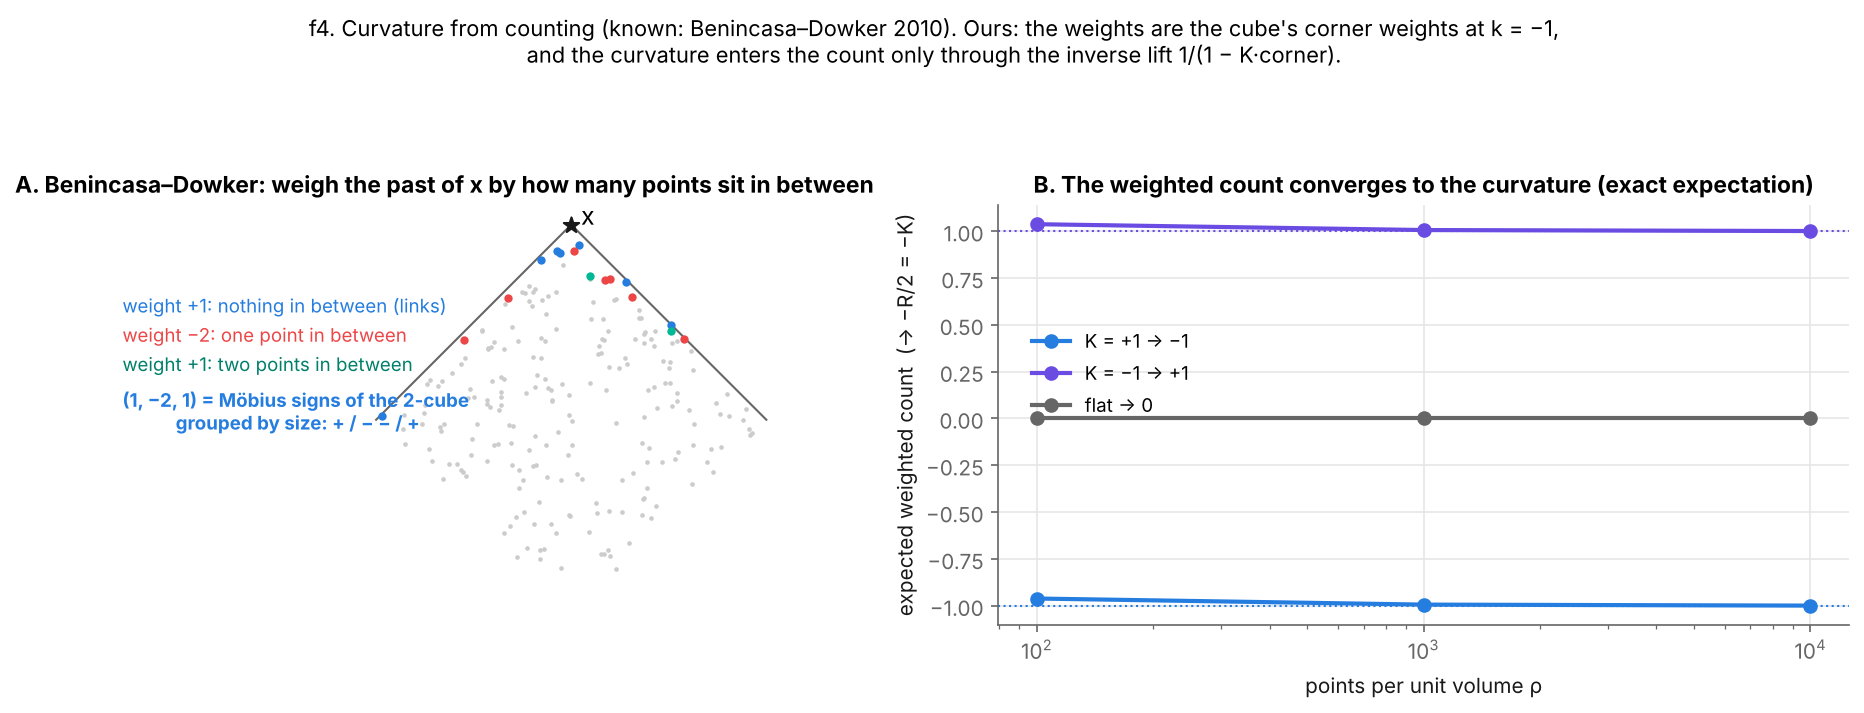 f4. Curvature from counting (known: Benincasa–Dowker 2010). Ours: the weights are the cube's corner weights at k = −1,
and the curvature enters the count only through the inverse lift 1/(1 − K·corner).
A. Benincasa–Dowker: weigh the past of x by how many points sit in between
x
weight +1: nothing in between (links)
weight −2: one point in between
weight +1: two points in between
(1, −2, 1) = Möbius signs of the 2-cube
grouped by size: + / − − / +
B. The weighted count converges to the curvature (exact expectation)
expected weighted count (→ −R/2 = −K)
1.00
0.75
0.50
0.25
0.00
−0.25
−0.50
−0.75
−1.00
K = +1 → −1
K = −1 → +1
flat → 0
10²
10³
10⁴
points per unit volume ρ